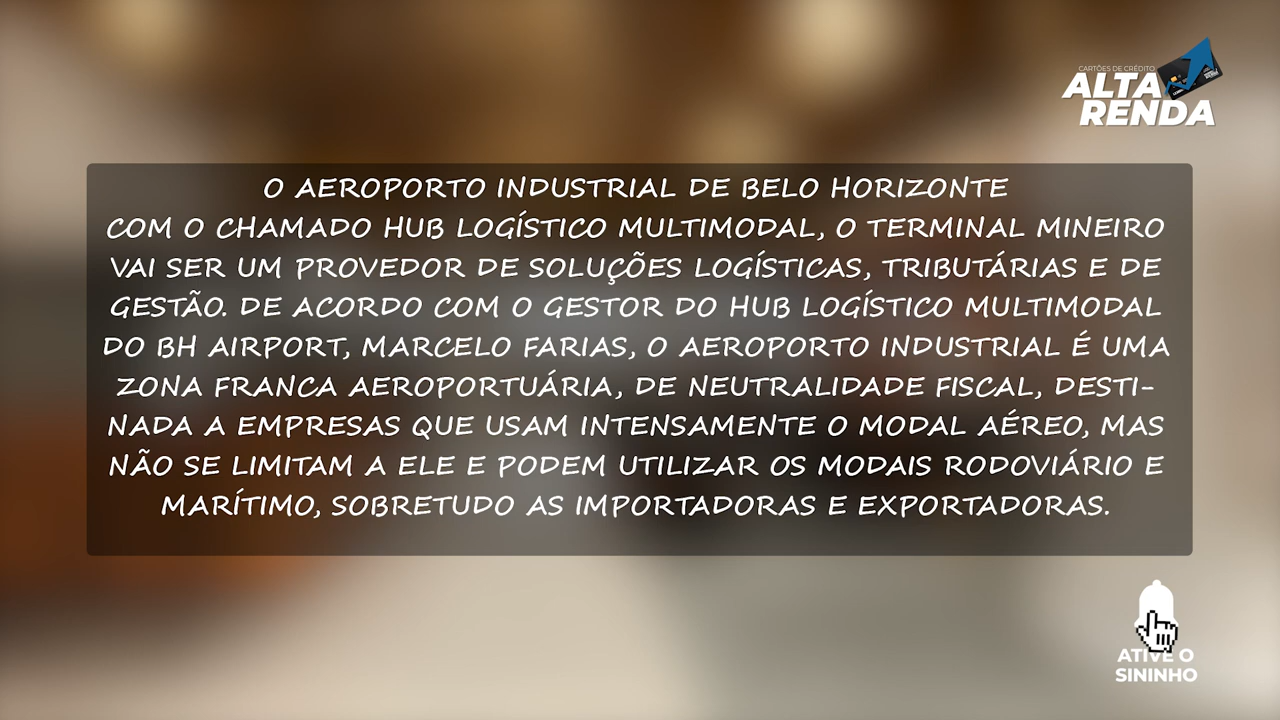 CARTÕES DE CRÉDITO
ALTA
RENDA
O AEROPORTO INDUSTRIAL DE BELO HORIZONTE
COM O CHAMADO HUB LOGÍSTICO MULTIMODAL, O TERMINAL MINEIRO
VAI SER UM PROVEDOR DE SOLUÇÕES LOGÍSTICAS, TRIBUTÁRIAS E DE
GESTÃO. DE ACORDO COM O GESTOR DO HUB LOGÍSTICO MULTIMODAL
DO BH AIRPORT, MARCELO FARIAS, O AEROPORTO INDUSTRIAL É UMA
ZONA FRANCA AEROPORTUÁRIA, DE NEUTRALIDADE FISCAL, DESTI-
NADA A EMPRESAS QUE USAM INTENSAMENTE O MODAL AÉREO, MAS
NÃO SE LIMITAM A ELE E PODEM UTILIZAR OS MODAIS RODOVIÁRIO E
MARÍTIMO, SOBRETUDO AS IMPORTADORAS E EXPORTADORAS.
ATIVE O
SININHO